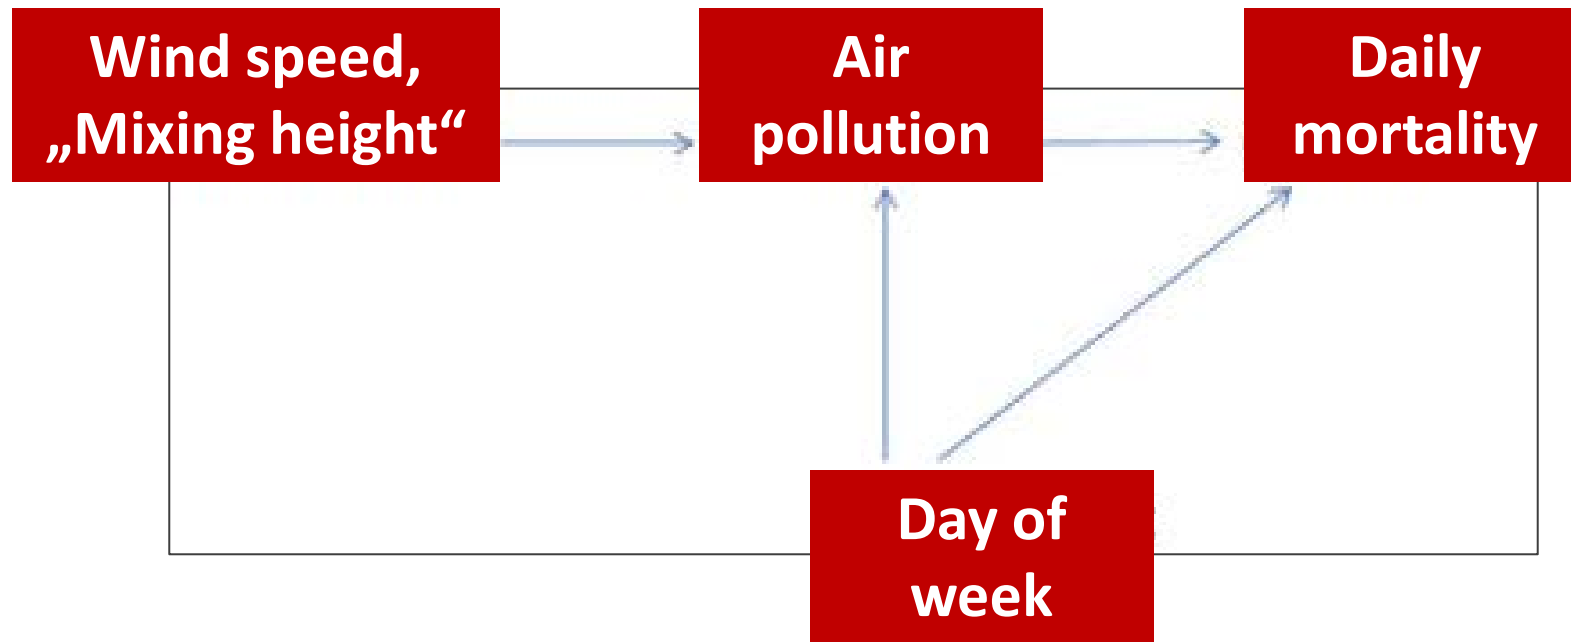 Wind speed,
„Mixing height“
Air
pollution
Daily
mortality
Day of
week